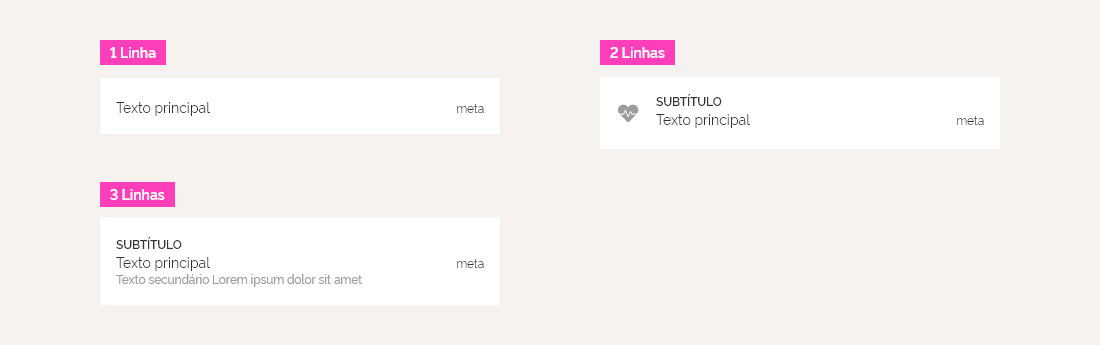 1 Linha
Texto principal meta
2 Linhas
SUBTÍTULO
Texto principal meta
3 Linhas
SUBTÍTULO
Texto principal meta
Texto secundário Lorem ipsum dolor sit amet